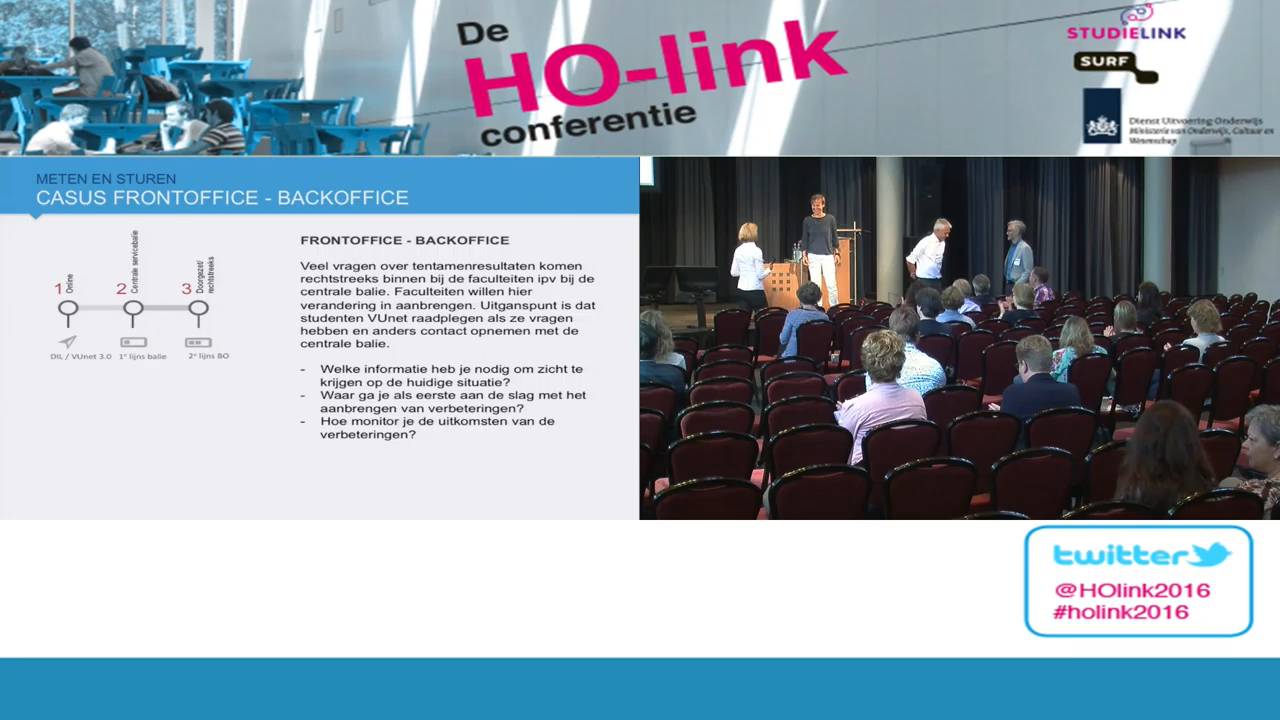 De
HO-link
conferentie
STUDIELINK
SURF
Dienst Uitvoering Onderwijs
Ministerie van Onderwijs, Cultuur en
Wetenschap
METEN EN STUREN
CASUS FRONTOFFICE - BACKOFFICE
1 Online
2 Centrale servicebalie
3 Doorgezet/
rechtstreeks
DIL / VUnet 3.0 1e lijns balie 2e lijns BO
FRONTOFFICE - BACKOFFICE
Veel vragen over tentamenresultaten komen
rechtstreeks binnen bij de faculteiten ipv bij de
centrale balie. Faculteiten willen hier
verandering in aanbrengen. Uitganspunt is dat
studenten VUnet raadplegen als ze vragen
hebben en anders contact opnemen met de
centrale balie.
- Welke informatie heb je nodig om zicht te
krijgen op de huidige situatie?
- Waar ga je als eerste aan de slag met het
aanbrengen van verbeteringen?
- Hoe monitor je de uitkomsten van de
verbeteringen?
twitter
@HOlink2016
#holink2016